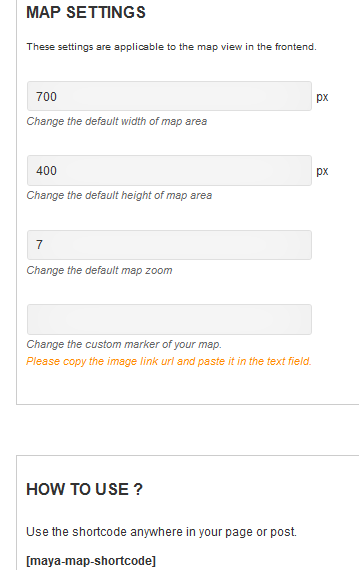 MAP SETTINGS
These settings are applicable to the map view in the frontend.
700 px
Change the default width of map area
400 px
Change the default height of map area
7
Change the default map zoom
Change the custom marker of your map.
Please copy the image link url and paste it in the text field.
HOW TO USE ?
Use the shortcode anywhere in your page or post.
[maya-map-shortcode]